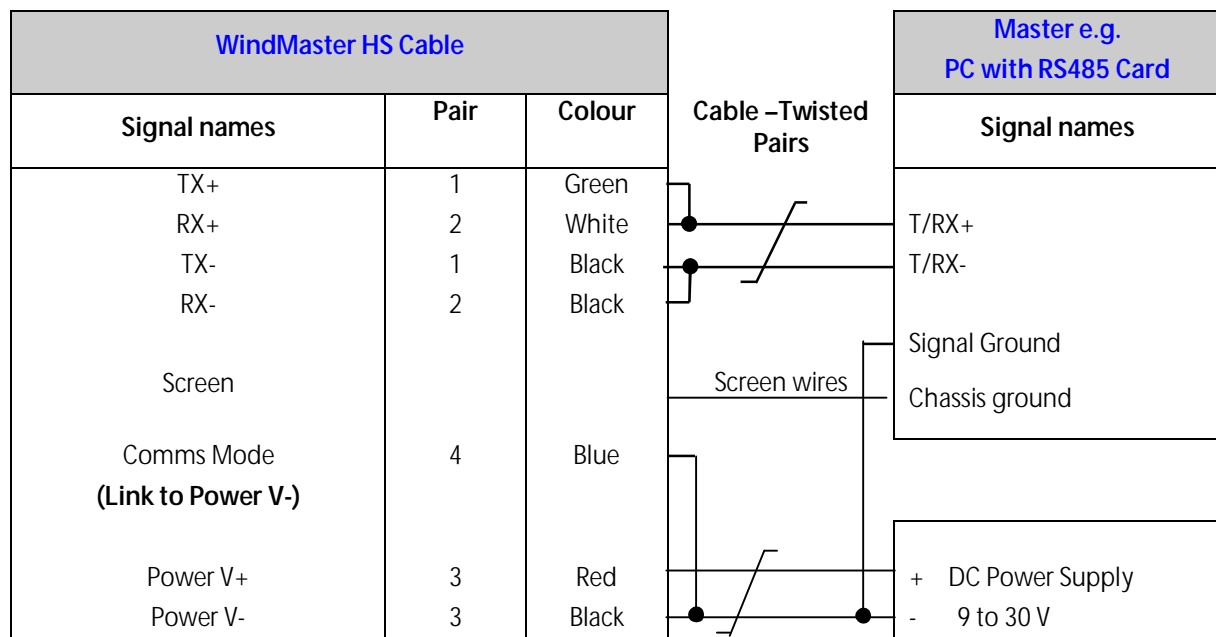 WindMaster HS Cable
Master e.g.
PC with RS485 Card
Signal names Pair Colour Cable –Twisted Pairs Signal names
TX+ 1 Green
RX+ 2 White T/RX+
TX- 1 Black T/RX-
RX- 2 Black
Signal Ground
Screen Screen wires Chassis ground
Comms Mode 4 Blue
(Link to Power V-)
Power V+ 3 Red + DC Power Supply
Power V- 3 Black - 9 to 30 V